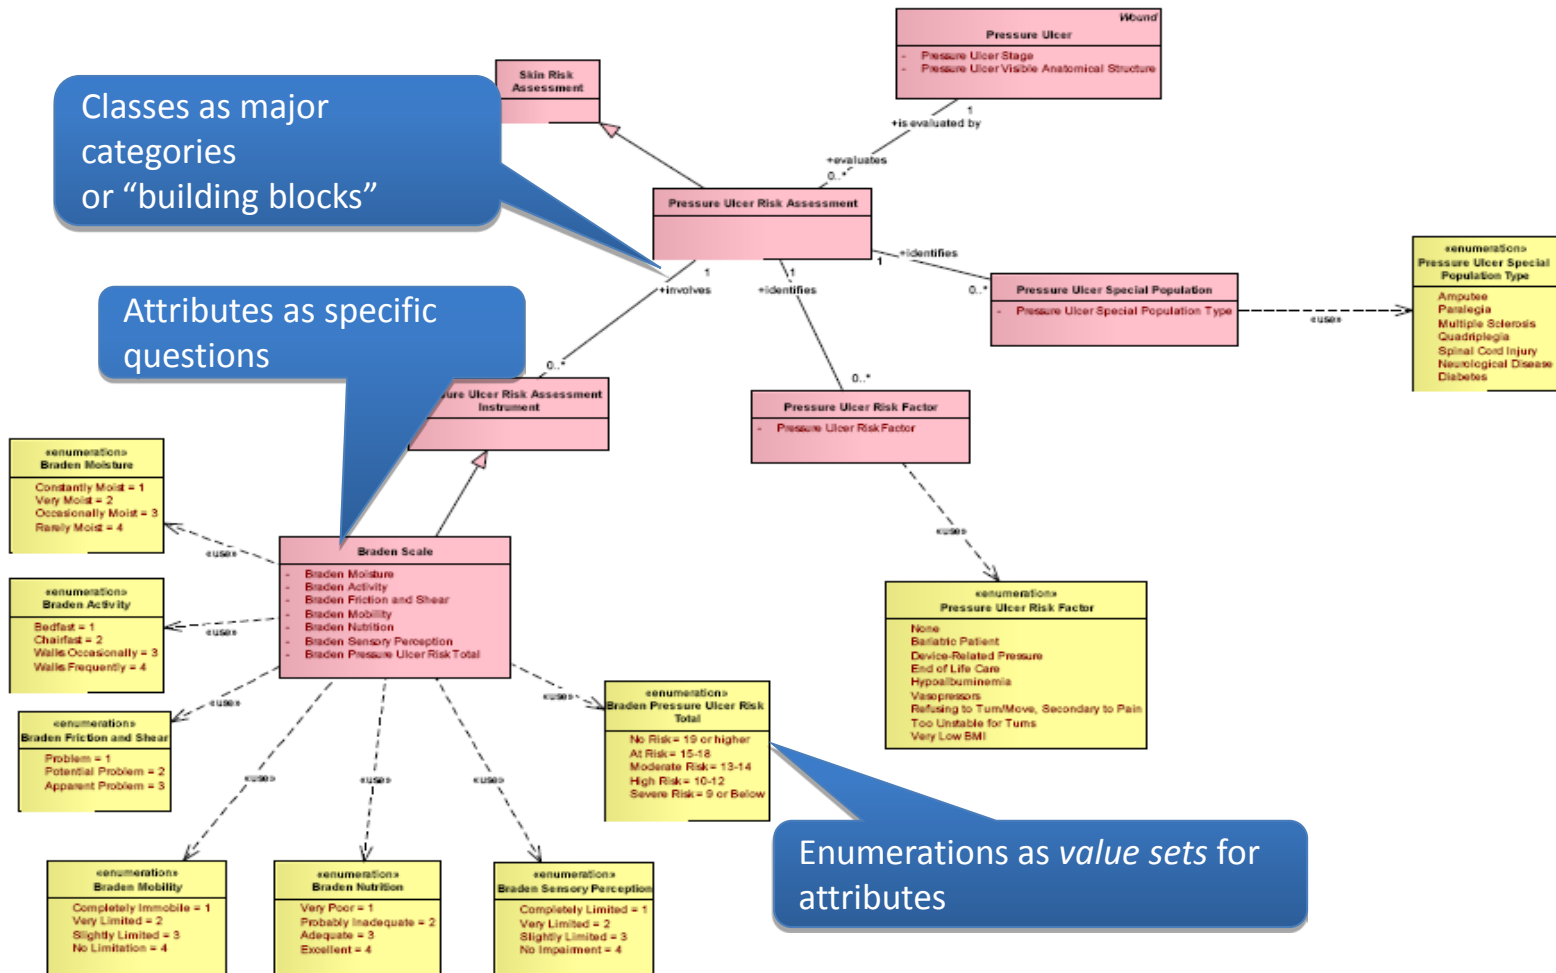 Wound
Pressure Ulcer
- Pressure Ulcer Stage
- Pressure Ulcer Visible Anatomical Structure
Skin Risk
Assessment
Classes as major
categories
or “building blocks”
1
+is evaluated by
+evaluates
0..*
Pressure Ulcer Risk Assessment
1
+involves
1
+identifies
1
+identifies
0..*
Pressure Ulcer Special Population
- Pressure Ulcer Special Population Type
«use»
«enumeration»
Pressure Ulcer Special
Population Type
Amputee
Paralegia
Multiple Sclerosis
Quadriplegia
Spinal Cord Injury
Neurological Disease
Diabetes
Attributes as specific
questions
0..*
0..*
Ulcer Risk Assessment
Instrument
Pressure Ulcer Risk Factor
- Pressure Ulcer Risk Factor
«use»
«enumeration»
Braden Moisture
Constantly Moist = 1
Very Moist = 2
Occasionally Moist = 3
Rarely Moist = 4
«use»
Braden Scale
- Braden Moisture
- Braden Activity
- Braden Friction and Shear
- Braden Mobility
- Braden Nutrition
- Braden Sensory Perception
- Braden Pressure Ulcer Risk Total
«enumeration»
Braden Activity
Bedfast = 1
Chairfast = 2
Walks Occasionally = 3
Walks Frequently = 4
«use»
«enumeration»
Pressure Ulcer Risk Factor
None
Bariatric Patient
Device-Related Pressure
End of Life Care
Hypoalbuminemia
Vasopressors
Refusing to Turn/Move, Secondary to Pain
Too Unstable for Turns
Very Low BMI
«use»
«enumeration»
Braden Friction and Shear
Problem = 1
Potential Problem = 2
Apparent Problem = 3
«use»
«enumeration»
Braden Pressure Ulcer Risk
Total
No Risk = 19 or higher
At Risk = 15-18
Moderate Risk = 13-14
High Risk = 10-12
Severe Risk = 9 or Below
«use»
«use»
«use»
Enumerations as value sets for
attributes
«enumeration»
Braden Mobility
Completely Immobile = 1
Very Limited = 2
Slightly Limited = 3
No Limitation = 4
«enumeration»
Braden Nutrition
Very Poor = 1
Probably Inadequate = 2
Adequate = 3
Excellent = 4
«enumeration»
Braden Sensory Perception
Completely Limited = 1
Very Limited = 2
Slightly Limited = 3
No Impairment = 4